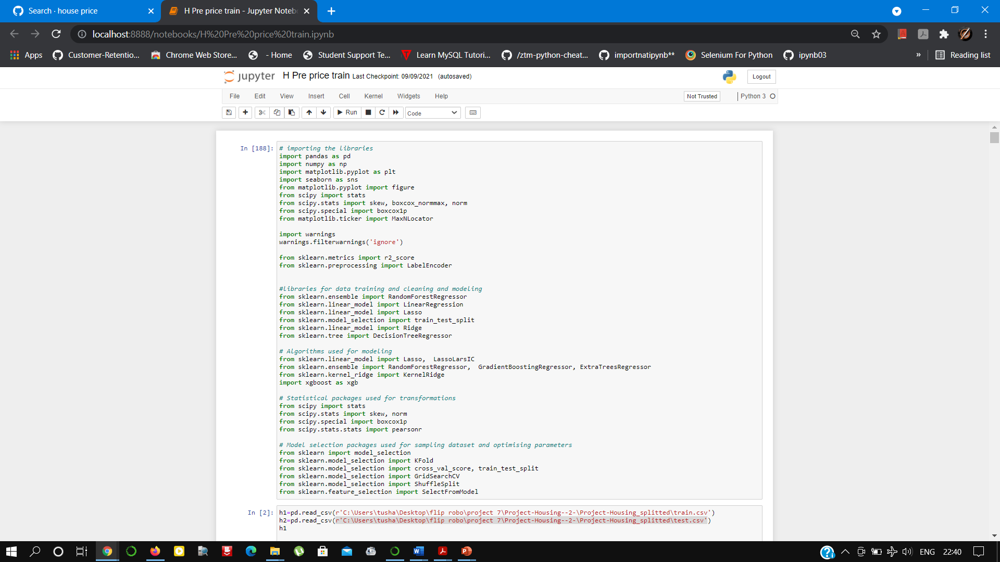 Search · house price
H Pre price train - Jupyter Noteb
localhost:8888/notebooks/H%20Pre%20price%20train.ipynb
Apps Customer-Retentio... Chrome Web Store... - Home Student Support Te... Learn MySQL Tutori... /ztm-python-cheat... importnatipynb** Selenium For Python ipynb03 » Reading list
jupyter H Pre price train Last Checkpoint: 09/09/2021 (autosaved) Logout
File Edit View Insert Cell Kernel Widgets Help Not Trusted Python 3
Run Code
In [188]: # importing the libraries
import pandas as pd
import numpy as np
import matplotlib.pyplot as plt
import seaborn as sns
from matplotlib.pyplot import figure
from scipy import stats
from scipy.stats import skew, boxcox_normmax, norm
from scipy.special import boxcox1p
from matplotlib.ticker import MaxNLocator
import warnings
warnings.filterwarnings('ignore')
from sklearn.metrics import r2_score
from sklearn.preprocessing import LabelEncoder
#libraries for data training and cleaning and modeling
from sklearn.ensemble import RandomForestRegressor
from sklearn.linear_model import LinearRegression
from sklearn.linear_model import Lasso
from sklearn.model_selection import train_test_split
from sklearn.linear_model import Ridge
from sklearn.tree import DecisionTreeRegressor
# Algorithms used for modeling
from sklearn.linear_model import Lasso,  LassoLarsIC
from sklearn.ensemble import RandomForestRegressor,  GradientBoostingRegressor, ExtraTreesRegressor
from sklearn.kernel_ridge import KernelRidge
import xgboost as xgb
# Statistical packages used for transformations
from scipy import stats
from scipy.stats import skew, norm
from scipy.special import boxcox1p
from scipy.stats.stats import pearsonr
# Model selection packages used for sampling dataset and optimising parameters
from sklearn import model_selection
from sklearn.model_selection import KFold
from sklearn.model_selection import cross_val_score, train_test_split
from sklearn.model_selection import GridSearchCV
from sklearn.model_selection import ShuffleSplit
from sklearn.feature_selection import SelectFromModel
In [2]: h1=pd.read_csv(r'C:\Users\tusha\Desktop\flip robo\project 7\Project-Housing--2-\Project-Housing_splitted\train.csv')
h2=pd.read_csv(r'C:\Users\tusha\Desktop\flip robo\project 7\Project-Housing--2-\Project-Housing_splitted\test.csv')
h1
ENG 22:40